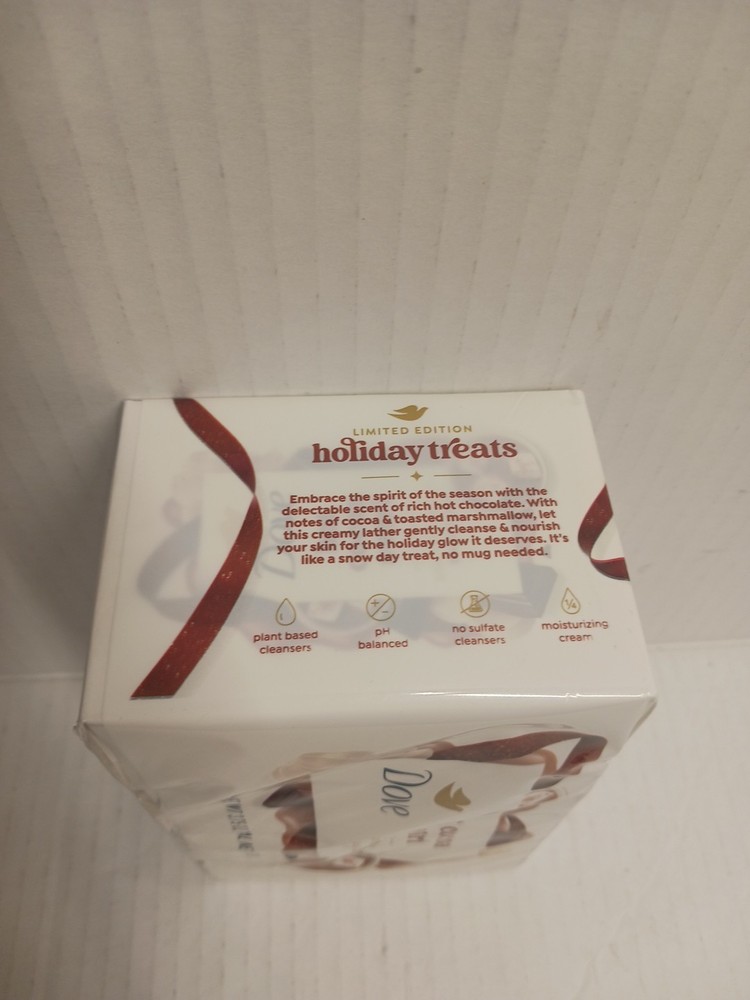 LIMITED EDITION
holiday treats
Embrace the spirit of the season with the
delectable scent of rich hot chocolate. With
notes of cocoa & toasted marshmallow, let
this creamy lather gently cleanse & nourish
your skin for the holiday glow it deserves. It's
like a snow day treat, no mug needed.
plant based
cleansers
pH
balanced
no sulfate
cleansers
1/4
moisturizing
cream
Dove